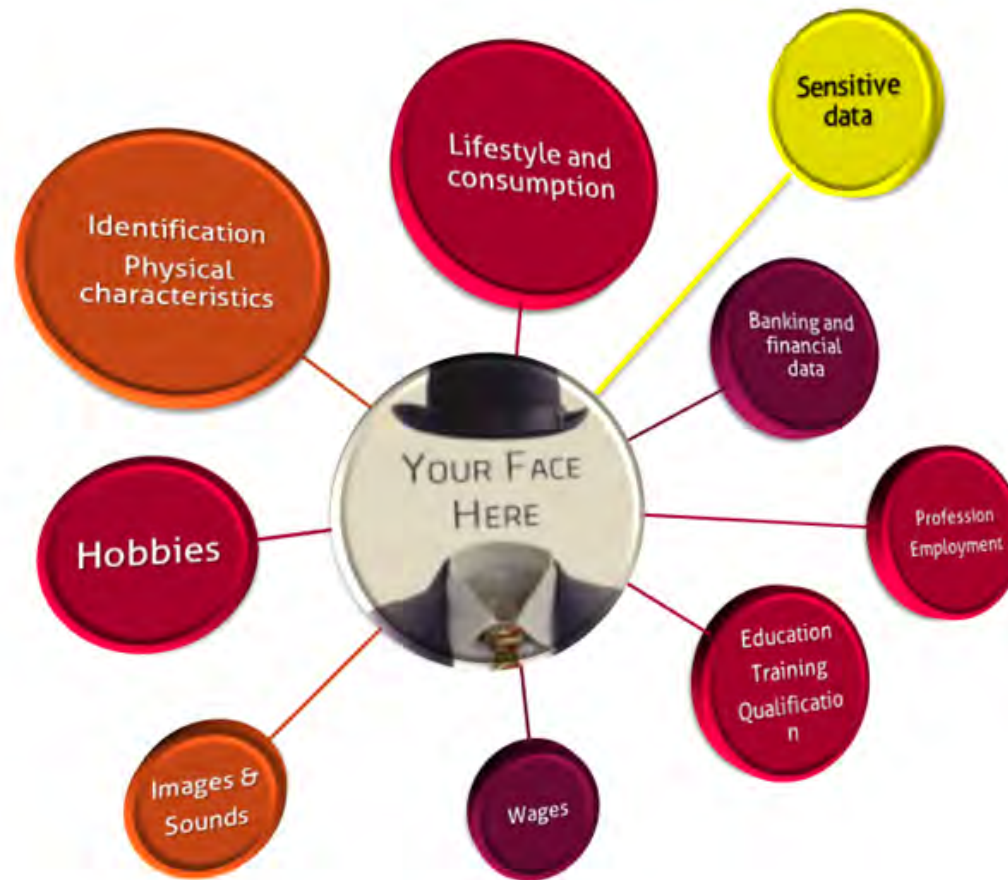 Sensitive
data
Lifestyle and
consumption
Identification
Physical
characteristics
Banking and
financial
data
YOUR FACE
HERE
Profession
Employment
Hobbies
Education
Training
Qualificatio
n
Images &
Sounds
Wages